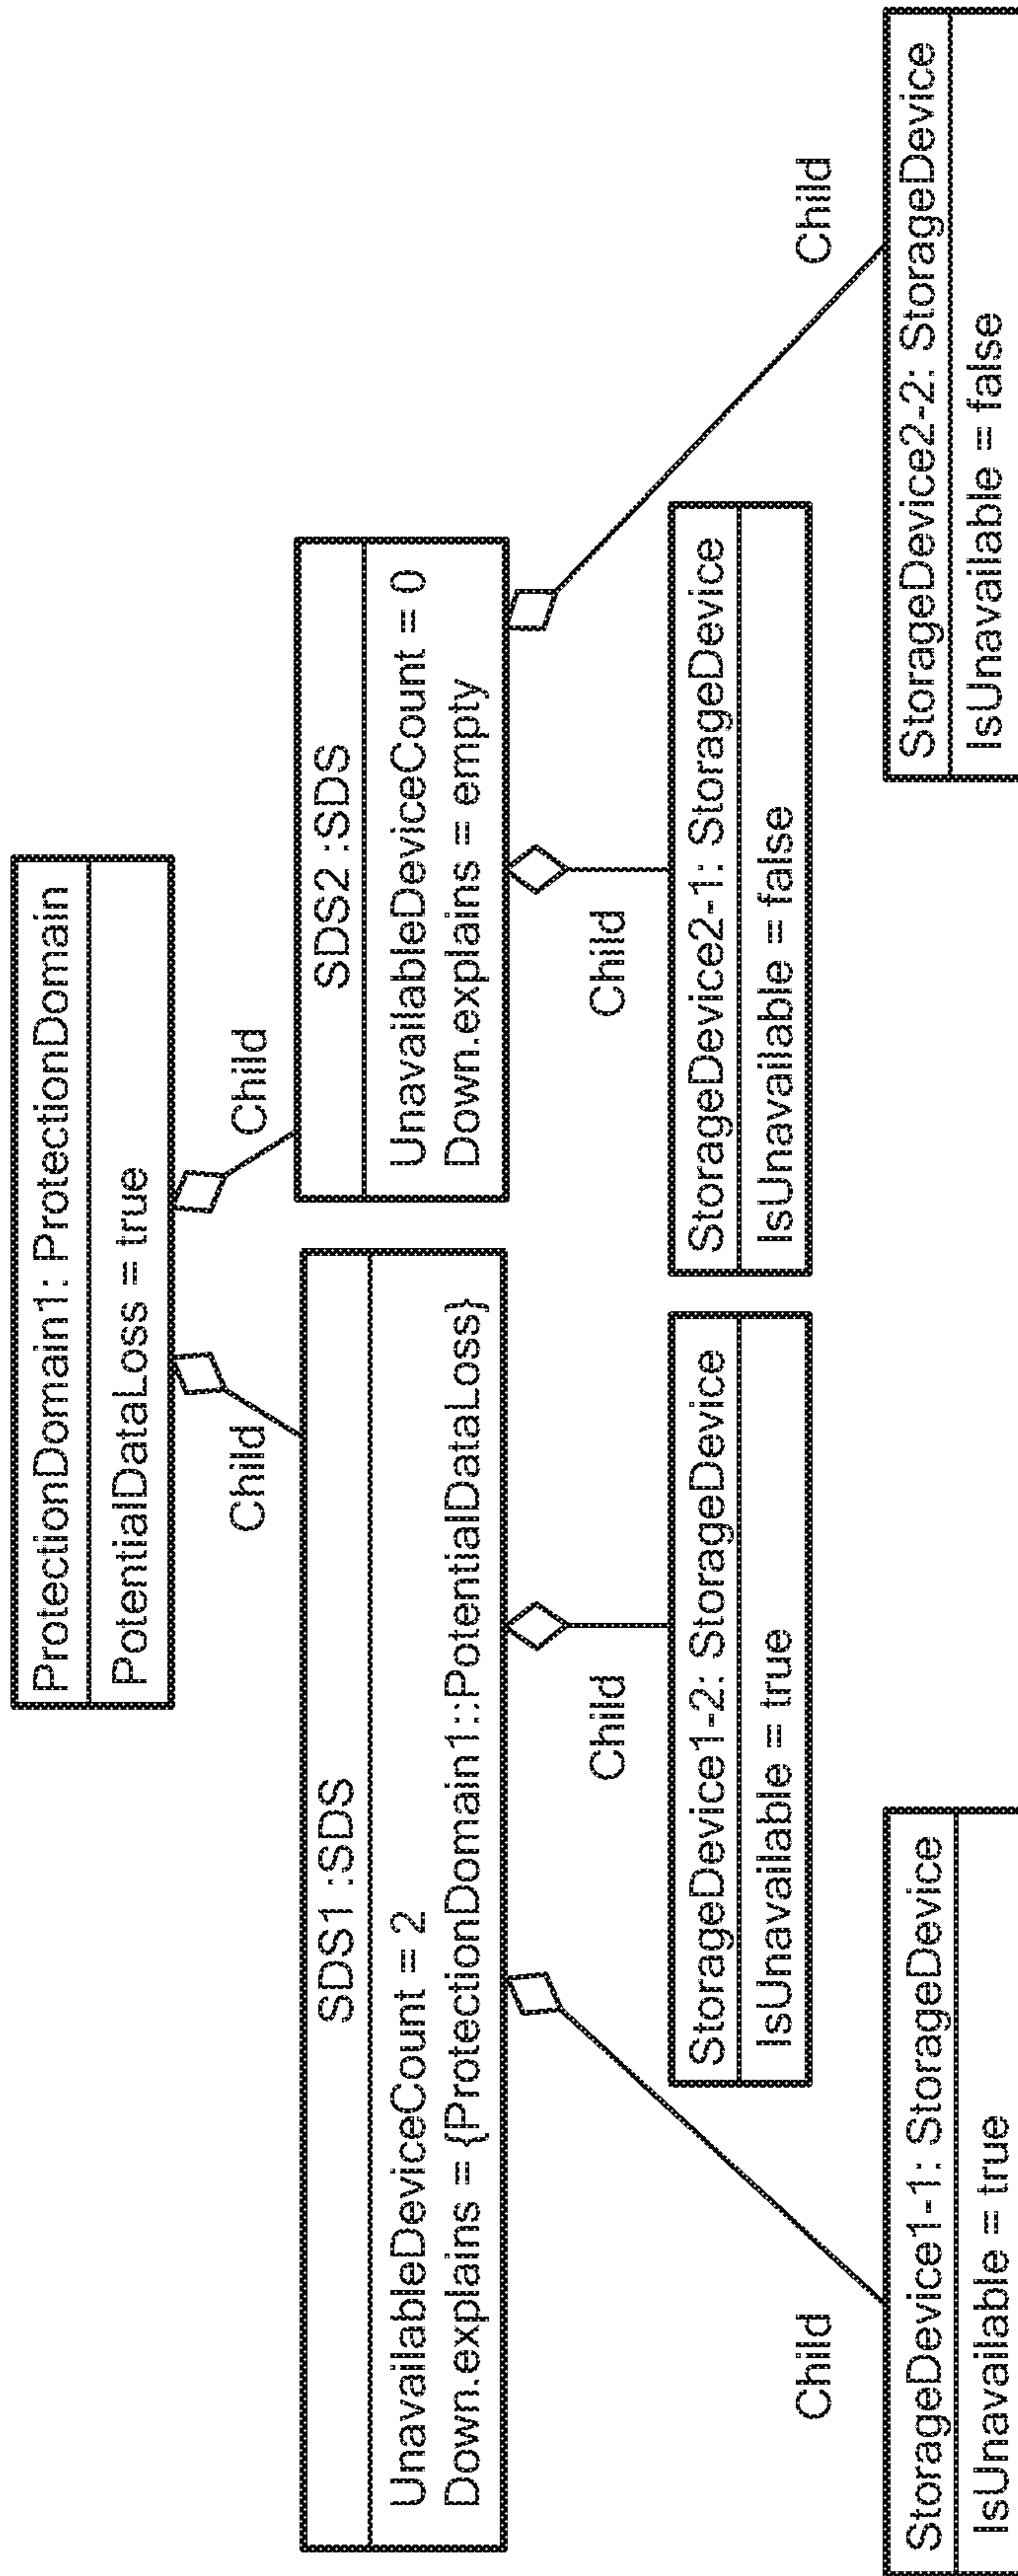 ProtectionDomain1: ProtectionDomain
PotentialDataLoss = true
Child
Child
SDS1 :SDS
UnavailableDeviceCount = 2
Down.explains = {ProtectionDomain1::PotentialDataLoss}
SDS2 :SDS
UnavailableDeviceCount = 0
Down.explains = empty
Child
Child
StorageDevice1-2: StorageDevice
IsUnavailable = true
StorageDevice2-1: StorageDevice
IsUnavailable = false
Child
Child
StorageDevice1-1: StorageDevice
IsUnavailable = true
StorageDevice2-2: StorageDevice
IsUnavailable = false